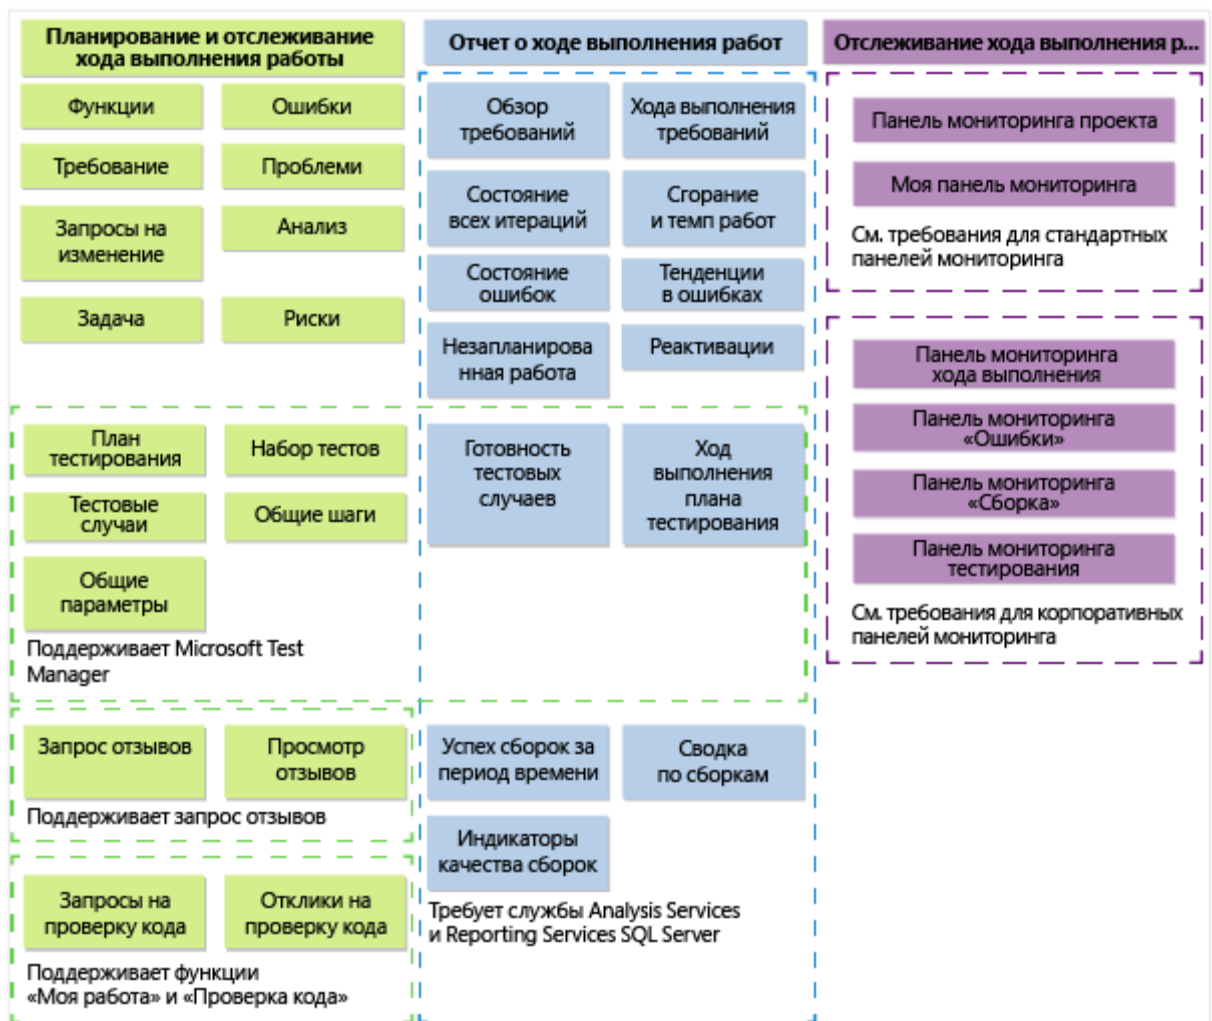 Планирование и отслеживание
хода выполнения работы
Функции
Ошибки
Требование
Проблеми
Запросы на
изменение
Анализ
Задача
Риски
План
тестирования
Набор тестов
Тестовые
случаи
Общие шаги
Общие
параметры
Поддерживает Microsoft Test
Manager
Запрос отзывов
Просмотр
отзывов
Поддерживает запрос отзывов
Запросы на
проверку кода
Отклики на
проверку кода
Поддерживает функции
«Моя работа» и «Проверка кода»
Отчет о ходе выполнения работ
Обзор
требований
Хода выполнения
требований
Состояние
всех итераций
Сгорание
и темп работ
Состояние
ошибок
Тенденции
в ошибках
Незапланирова
нная работа
Реактивации
Готовность
тестовых
случаев
Ход
выполнения
плана
тестирования
Успех сборок за
период времени
Сводка
по сборкам
Индикаторы
качества сборок
Требует службы Analysis Services
и Reporting Services SQL Server
Отслеживание хода выполнения р...
Панель мониторинга проекта
Моя панель мониторинга
См. требования для стандартных
панелей мониторинга
Панель мониторинга
хода выполнения
Панель мониторинга
«Ошибки»
Панель мониторинга
«Сборка»
Панель мониторинга
тестирования
См. требования для корпоративных
панелей мониторинга